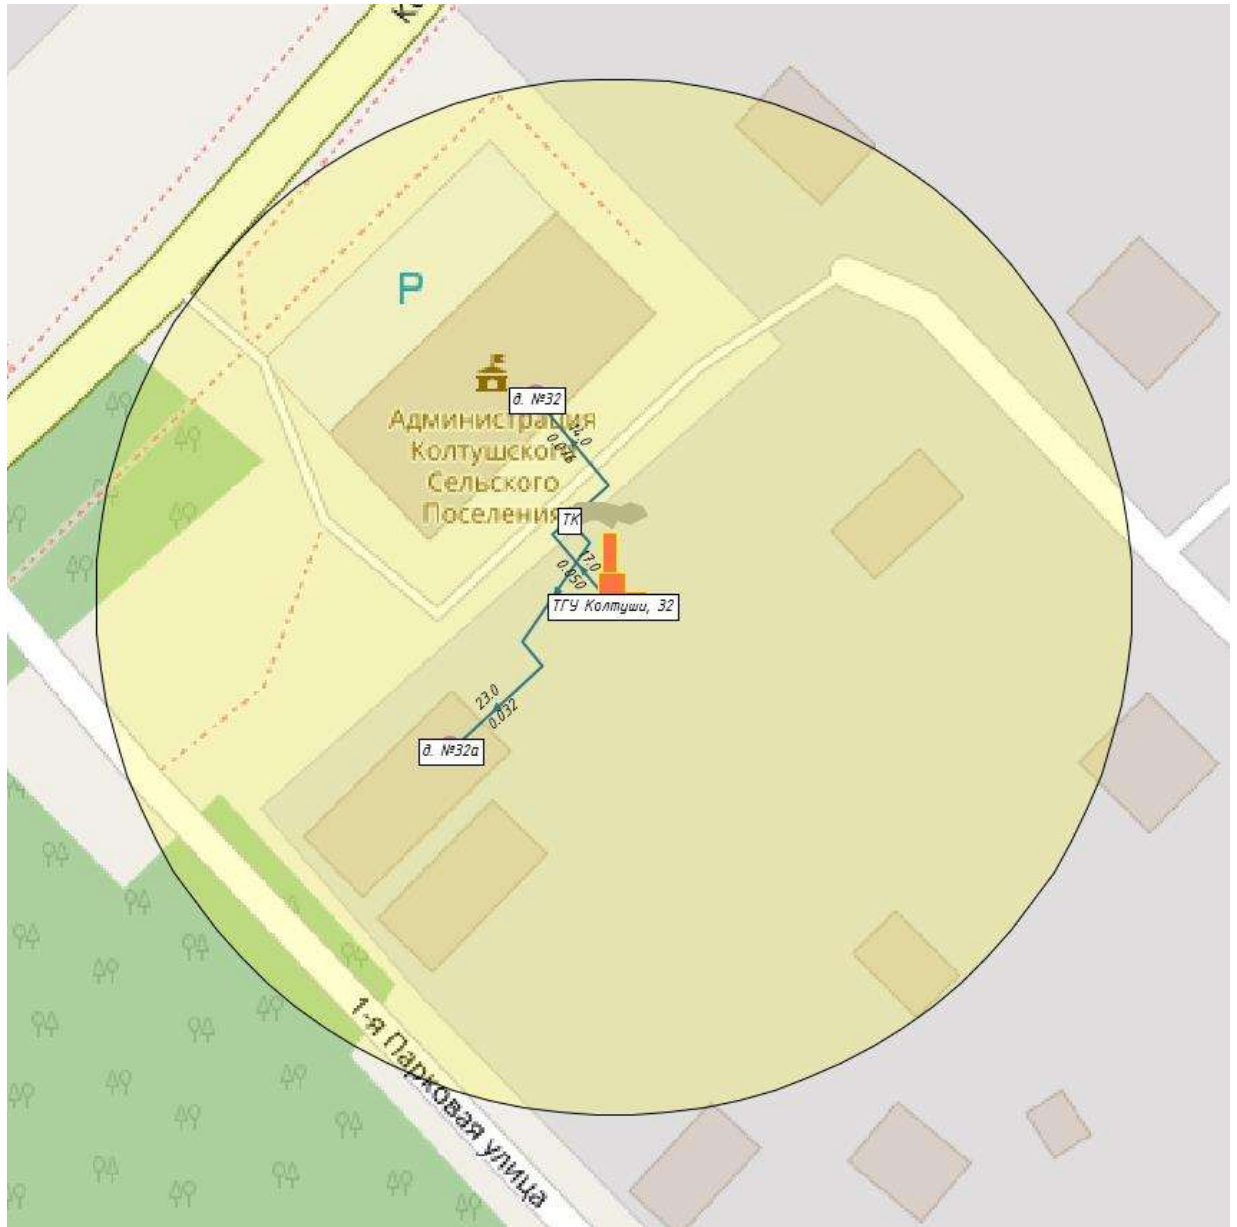 Ко
P
д. №32
Администрация
Колтушского
Сельского
Поселения
ТК
17.0
0.050
ТГУ Колтуши, 32
23.0
0.032
д. №32а
1-я Парковая улица